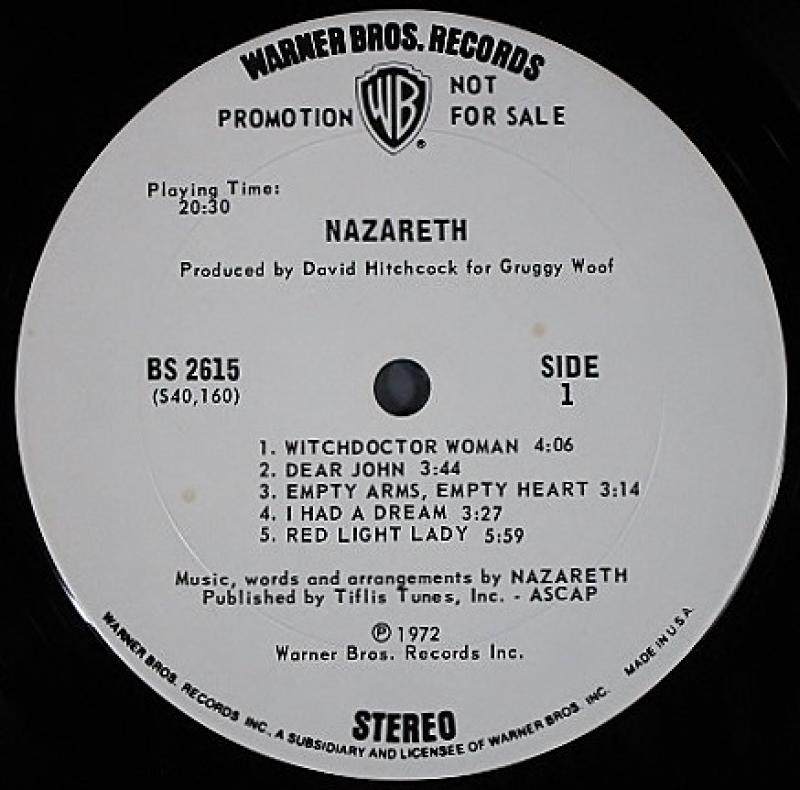 WARNER BROS. RECORDS
PROMOTION WB NOT FOR SALE
Playing Time:
20:30
NAZARETH
Produced by David Hitchcock for Gruggy Woof
BS 2615
(S40,160)
SIDE
1
1. WITCHDOCTOR WOMAN 4:06
2. DEAR JOHN 3:44
3. EMPTY ARMS, EMPTY HEART 3:14
4. I HAD A DREAM 3:27
5. RED LIGHT LADY 5:59
Music, words and arrangements by NAZARETH
Published by Tiflis Tunes, Inc. - ASCAP
℗ 1972
Warner Bros. Records Inc.
STEREO
WARNER BROS. RECORDS INC., A SUBSIDIARY AND LICENSEE OF WARNER BROS. INC. MADE IN U.S.A.